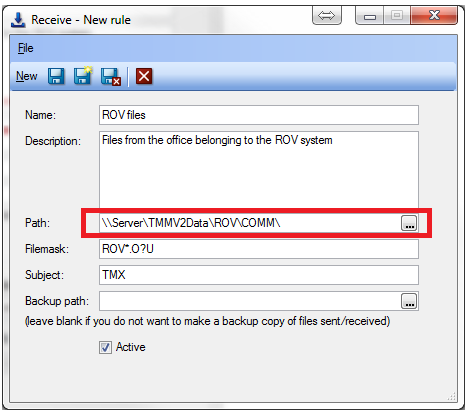 Receive - New rule
File
New
Name: ROV files
Description: Files from the office belonging to the ROV system
Path: \\Server\TMMV2Data\ROV\COMM\ ...
Filemask: ROV*.O?U
Subject: TMX
Backup path: ...
(leave blank if you do not want to make a backup copy of files sent/received)
Active